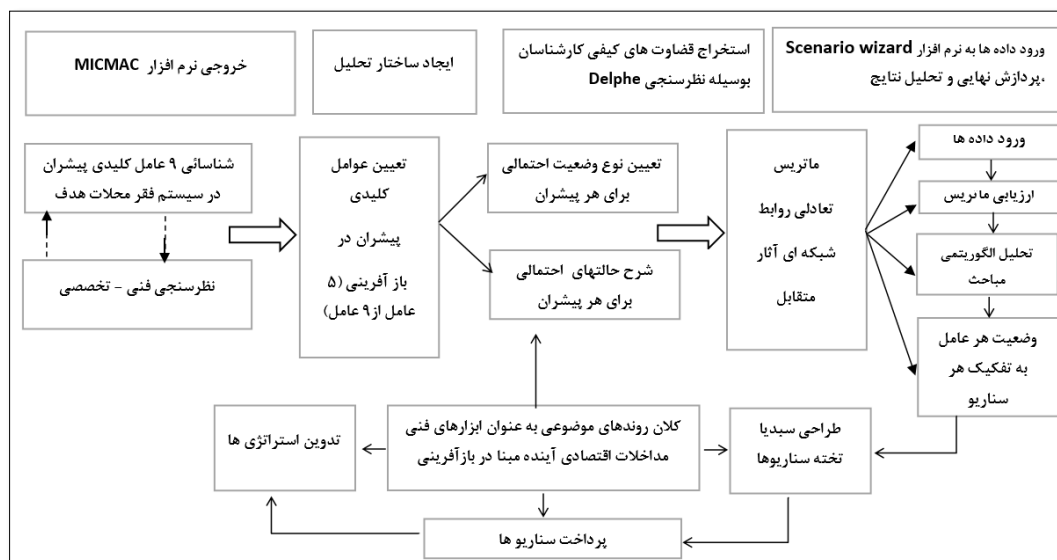 خروجی نرم افزار MICMAC
ایجاد ساختار تحلیل
استخراج قضاوت های کیفی کارشناسان
بوسیله نظرسنجی Delphe
ورود داده ها به نرم افزار Scenario wizard
،پردازش نهایی و تحلیل نتایج
شناسائی ۹ عامل کلیدی پیشران
در سیستم فقر محلات هدف
نظرسنجی فنی – تخصصی
تعیین عوامل
کلیدی
پیشران در
باز آفرینی (۵
عامل از۹ عامل)
تعیین نوع وضعیت احتمالی
برای هر پیشران
شرح حالتهای احتمالی
برای هر پیشران
ماتریس
تعادلی روابط
شبکه ای آثار
متقابل
ورود داده ها
ارزیابی ماتریس
تحلیل الگوریتمی
مباحث
وضعیت هر عامل
به تفکیک هر
سناریو
طراحی سبدیا
تخته سناریوها
کلان روندهای موضوعی به عنوان ابزارهای فنی
مداخلات اقتصادی آینده مبنا در بازآفرینی
تدوین استراتژی ها
پرداخت سناریو ها